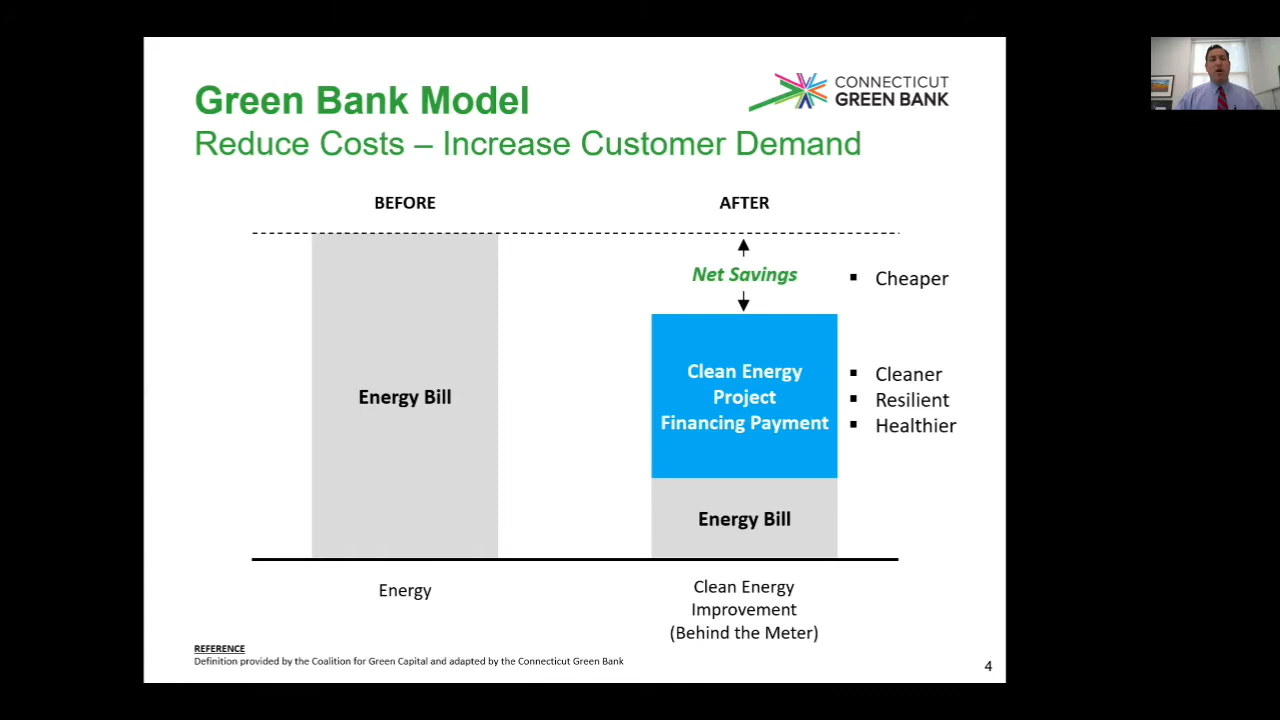 Green Bank Model
Reduce Costs – Increase Customer Demand
CONNECTICUT
GREEN BANK
BEFORE
AFTER
Net Savings
▪ Cheaper
Energy Bill
Clean Energy
Project
Financing Payment
▪ Cleaner
▪ Resilient
▪ Healthier
Energy Bill
Energy
Clean Energy
Improvement
(Behind the Meter)
REFERENCE
Definition provided by the Coalition for Green Capital and adapted by the Connecticut Green Bank
4